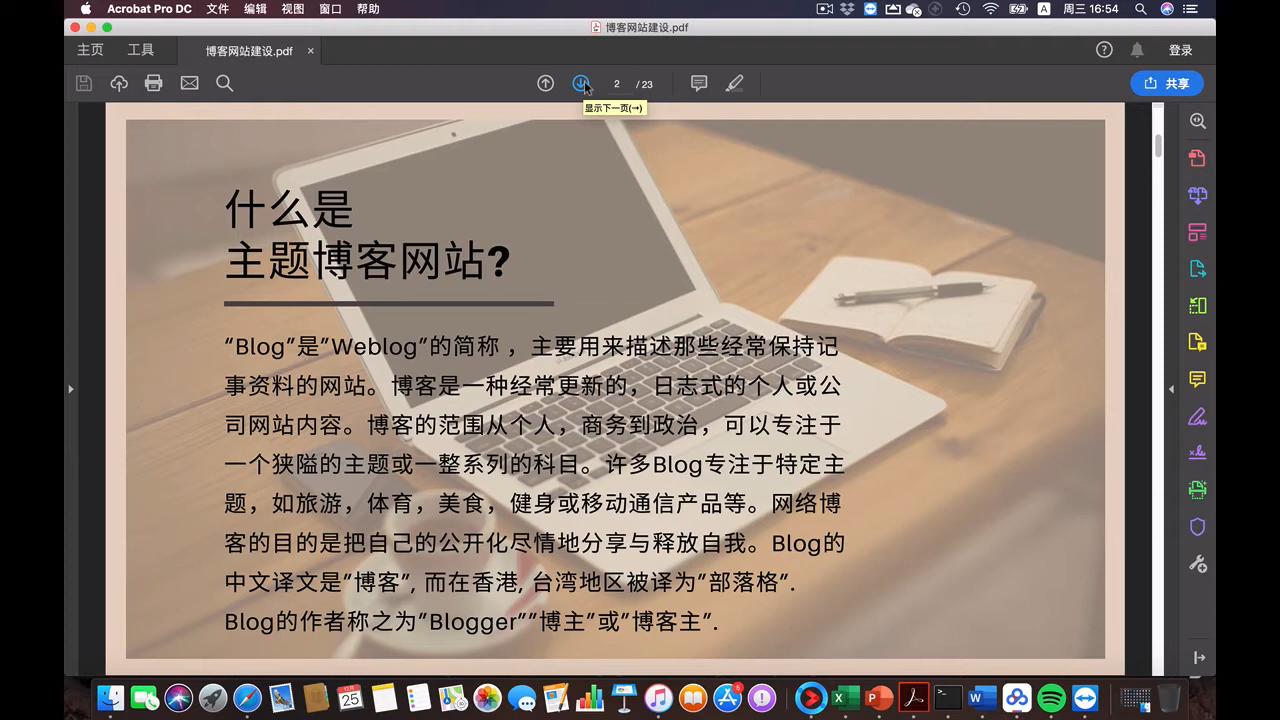 Acrobat Pro DC 文件 编辑 视图 窗口 帮助
周三 16:54
博客网站建设.pdf
主页 工具 博客网站建设.pdf ×
登录
2 / 23
共享
显示下一页(→)
什么是
主题博客网站?
“Blog”是”Weblog”的简称 ，主要用来描述那些经常保持记
事资料的网站。博客是一种经常更新的，日志式的个人或公
司网站内容。博客的范围从个人，商务到政治，可以专注于
一个狭隘的主题或一整系列的科目。许多Blog专注于特定主
题，如旅游，体育，美食，健身或移动通信产品等。网络博
客的目的是把自己的公开化尽情地分享与释放自我。Blog的
中文译文是”博客”, 而在香港, 台湾地区被译为”部落格”.
Blog的作者称之为”Blogger””博主”或”博客主”.